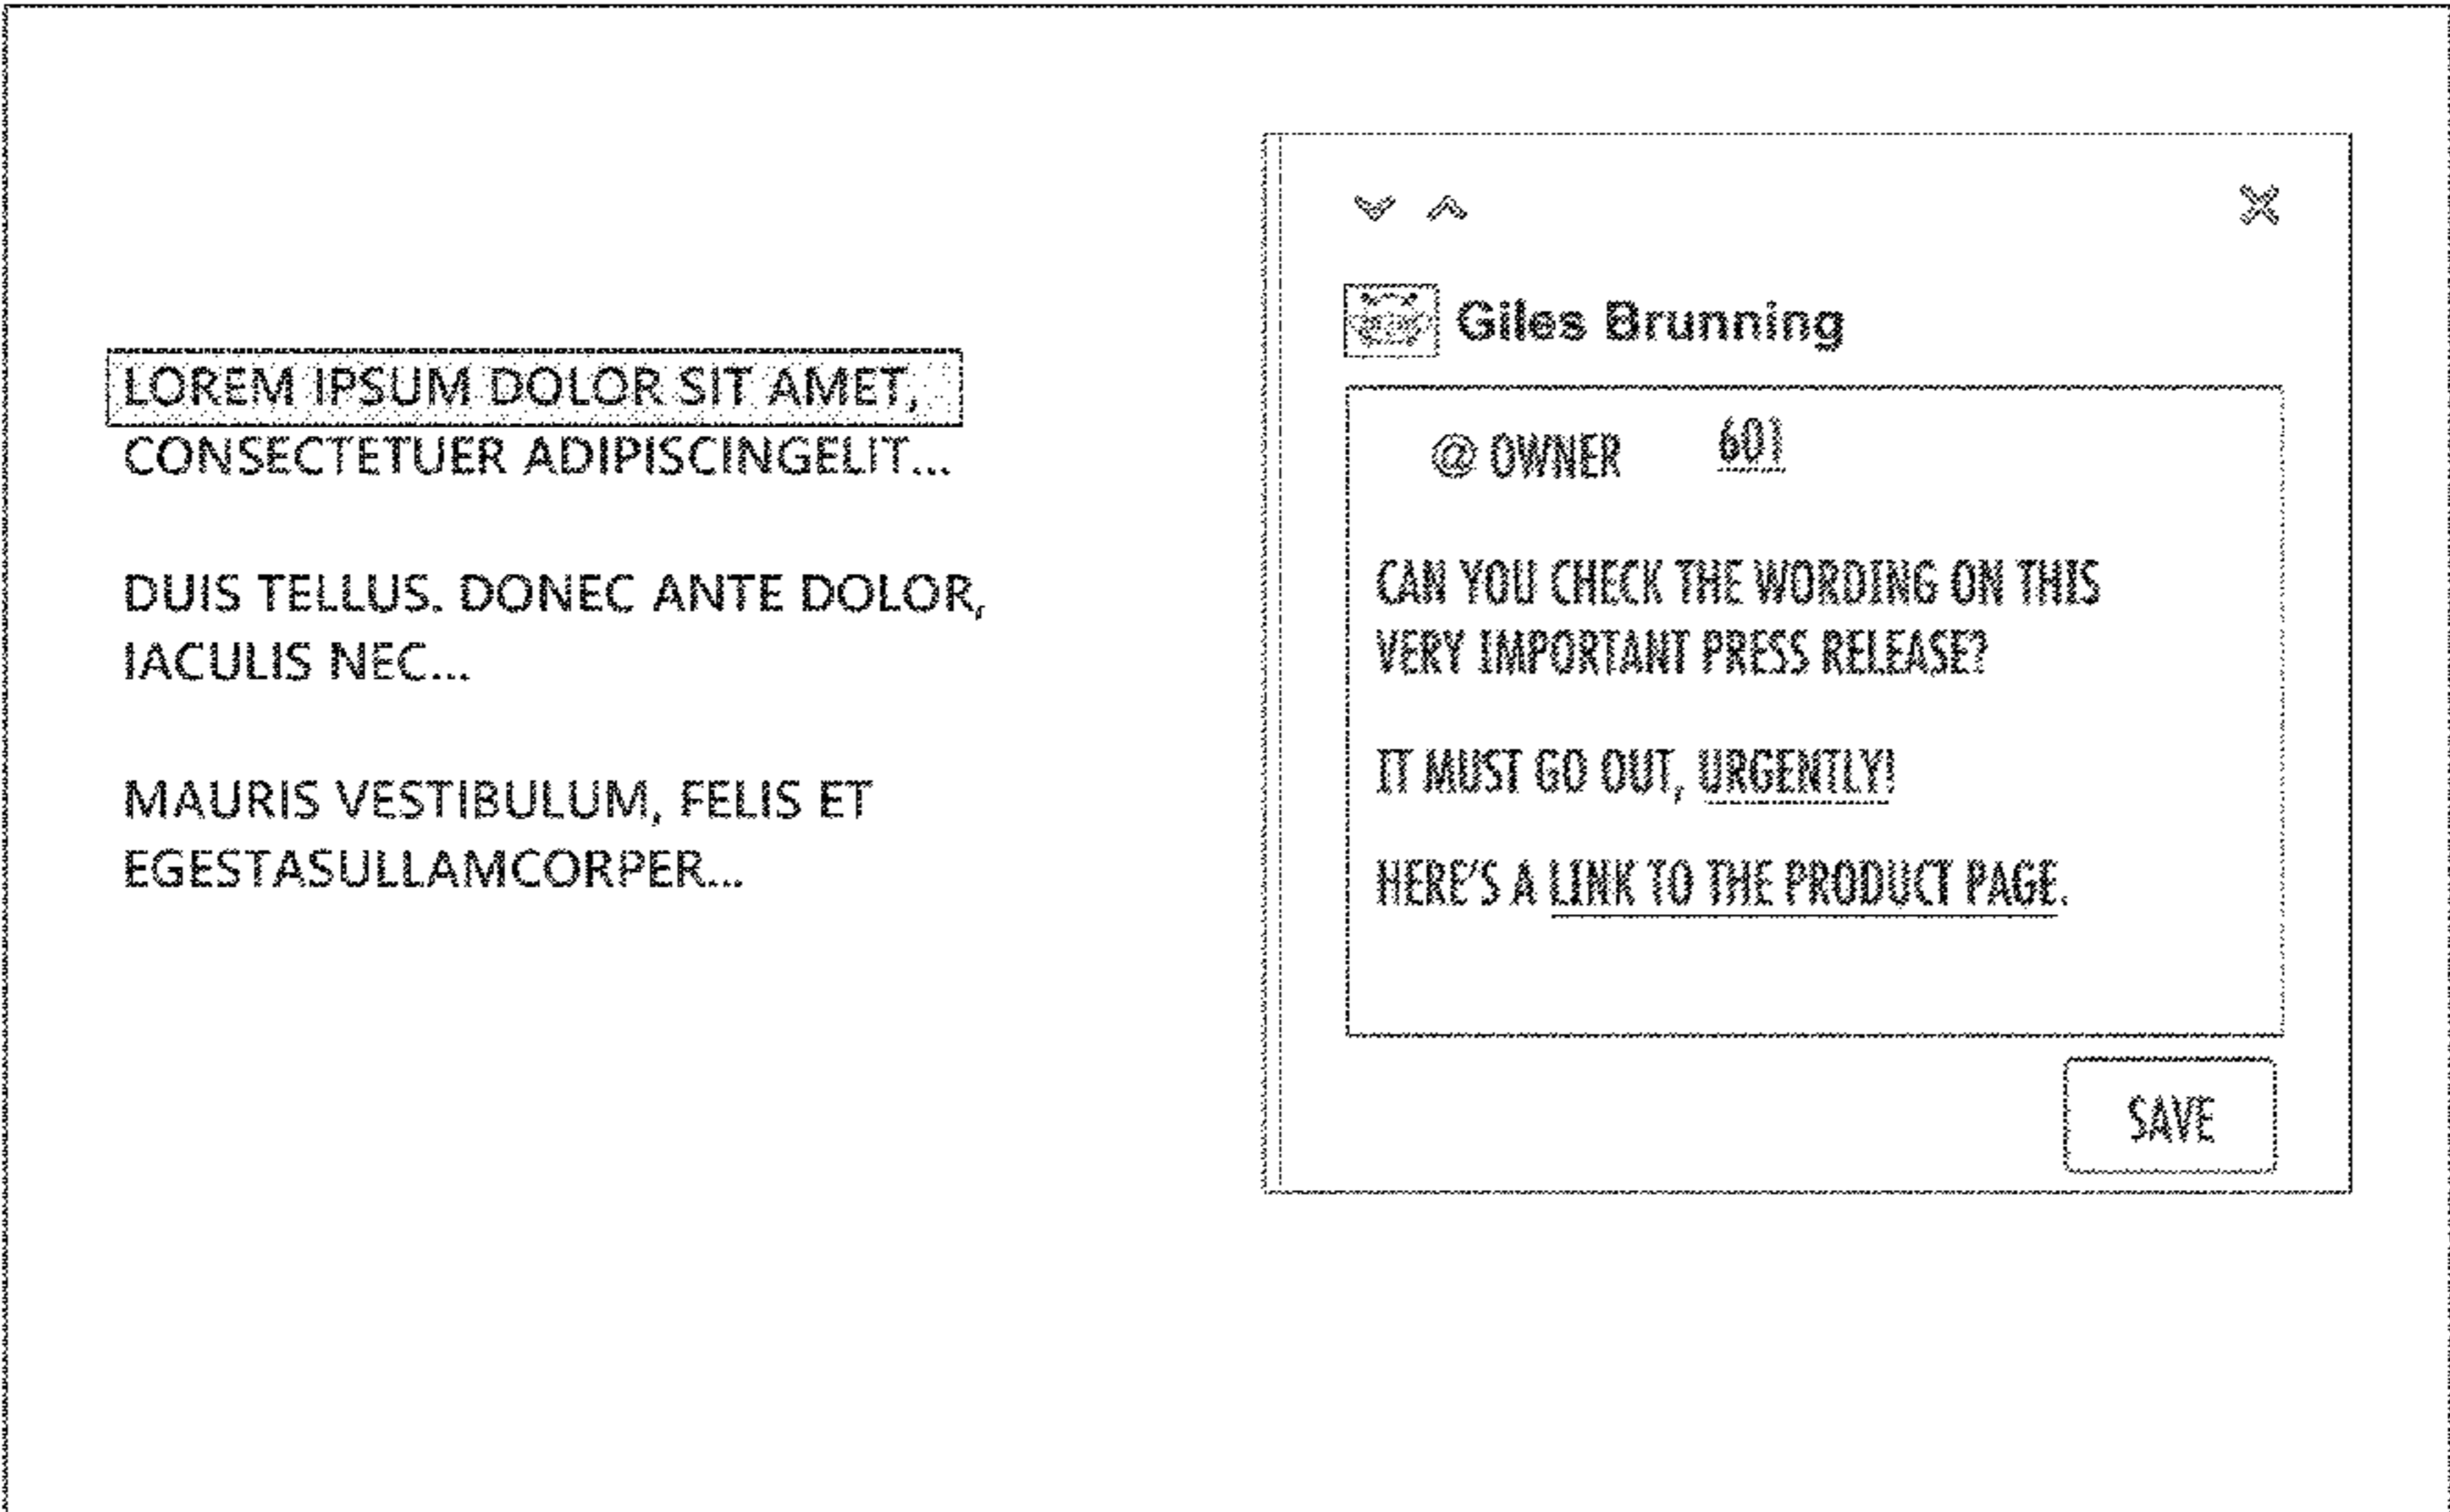 LOREM IPSUM DOLOR SIT AMET,
CONSECTETUER ADIPISCINGELIT...
DUIS TELLUS. DONEC ANTE DOLOR,
IACULIS NEC...
MAURIS VESTIBULUM, FELIS ET
EGESTASULLAMCORPER...
Giles Brunning
@ OWNER 601
CAN YOU CHECK THE WORDING ON THIS
VERY IMPORTANT PRESS RELEASE?
IT MUST GO OUT, URGENTLY!
HERE'S A LINK TO THE PRODUCT PAGE.
SAVE